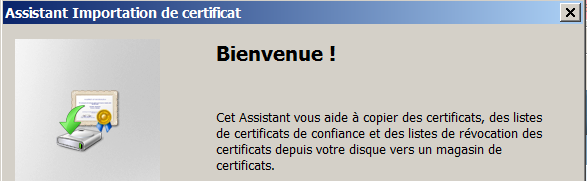 Assistant Importation de certificat
Bienvenue !
Cet Assistant vous aide à copier des certificats, des listes
de certificats de confiance et des listes de révocation des
certificats depuis votre disque vers un magasin de
certificats.